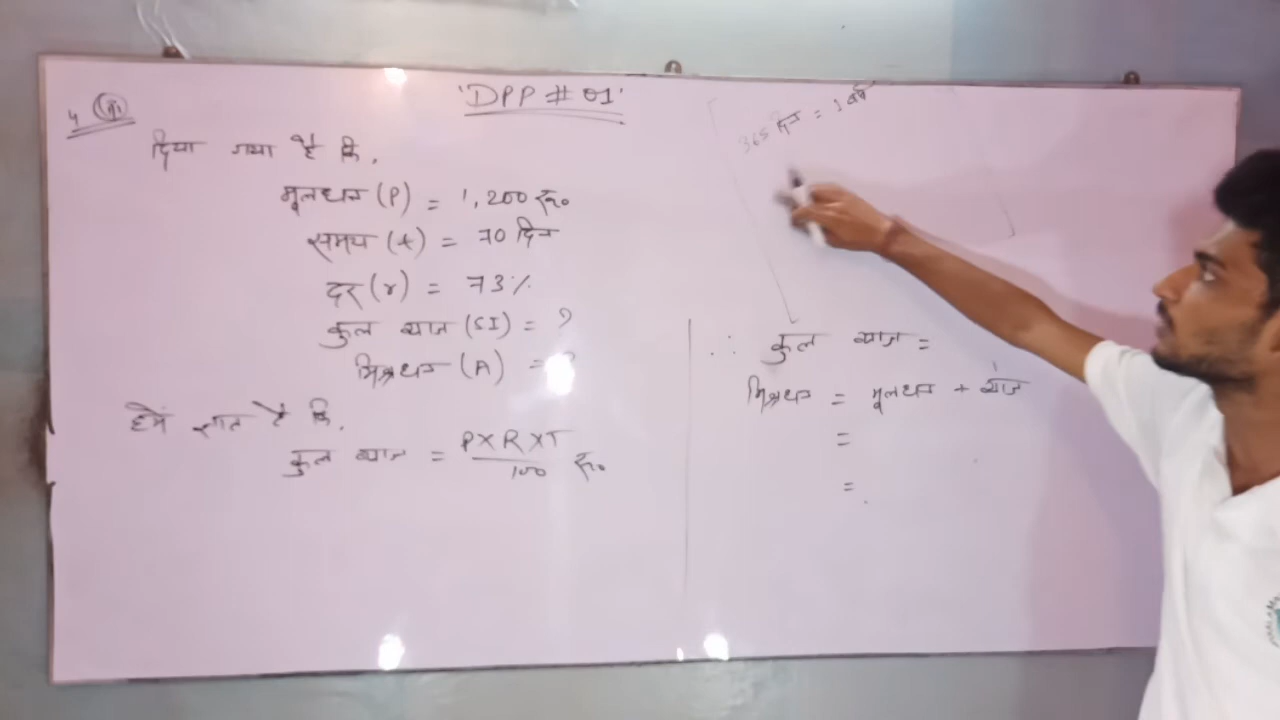 'DPP # 01'
4
दिया गया है कि,
मूलधन (P) = 1,200 रू०
समय (t) = 70 दिन
दर (r) = 73%
कुल ब्याज (SI) = ?
मिश्रधन (A) = ?
हमें ज्ञात है कि,
कुल ब्याज = P×R×T / 100 रू०
365 दिन = 1 वर्ष
∴ कुल ब्याज =
मिश्रधन = मूलधन + ब्याज
=
=